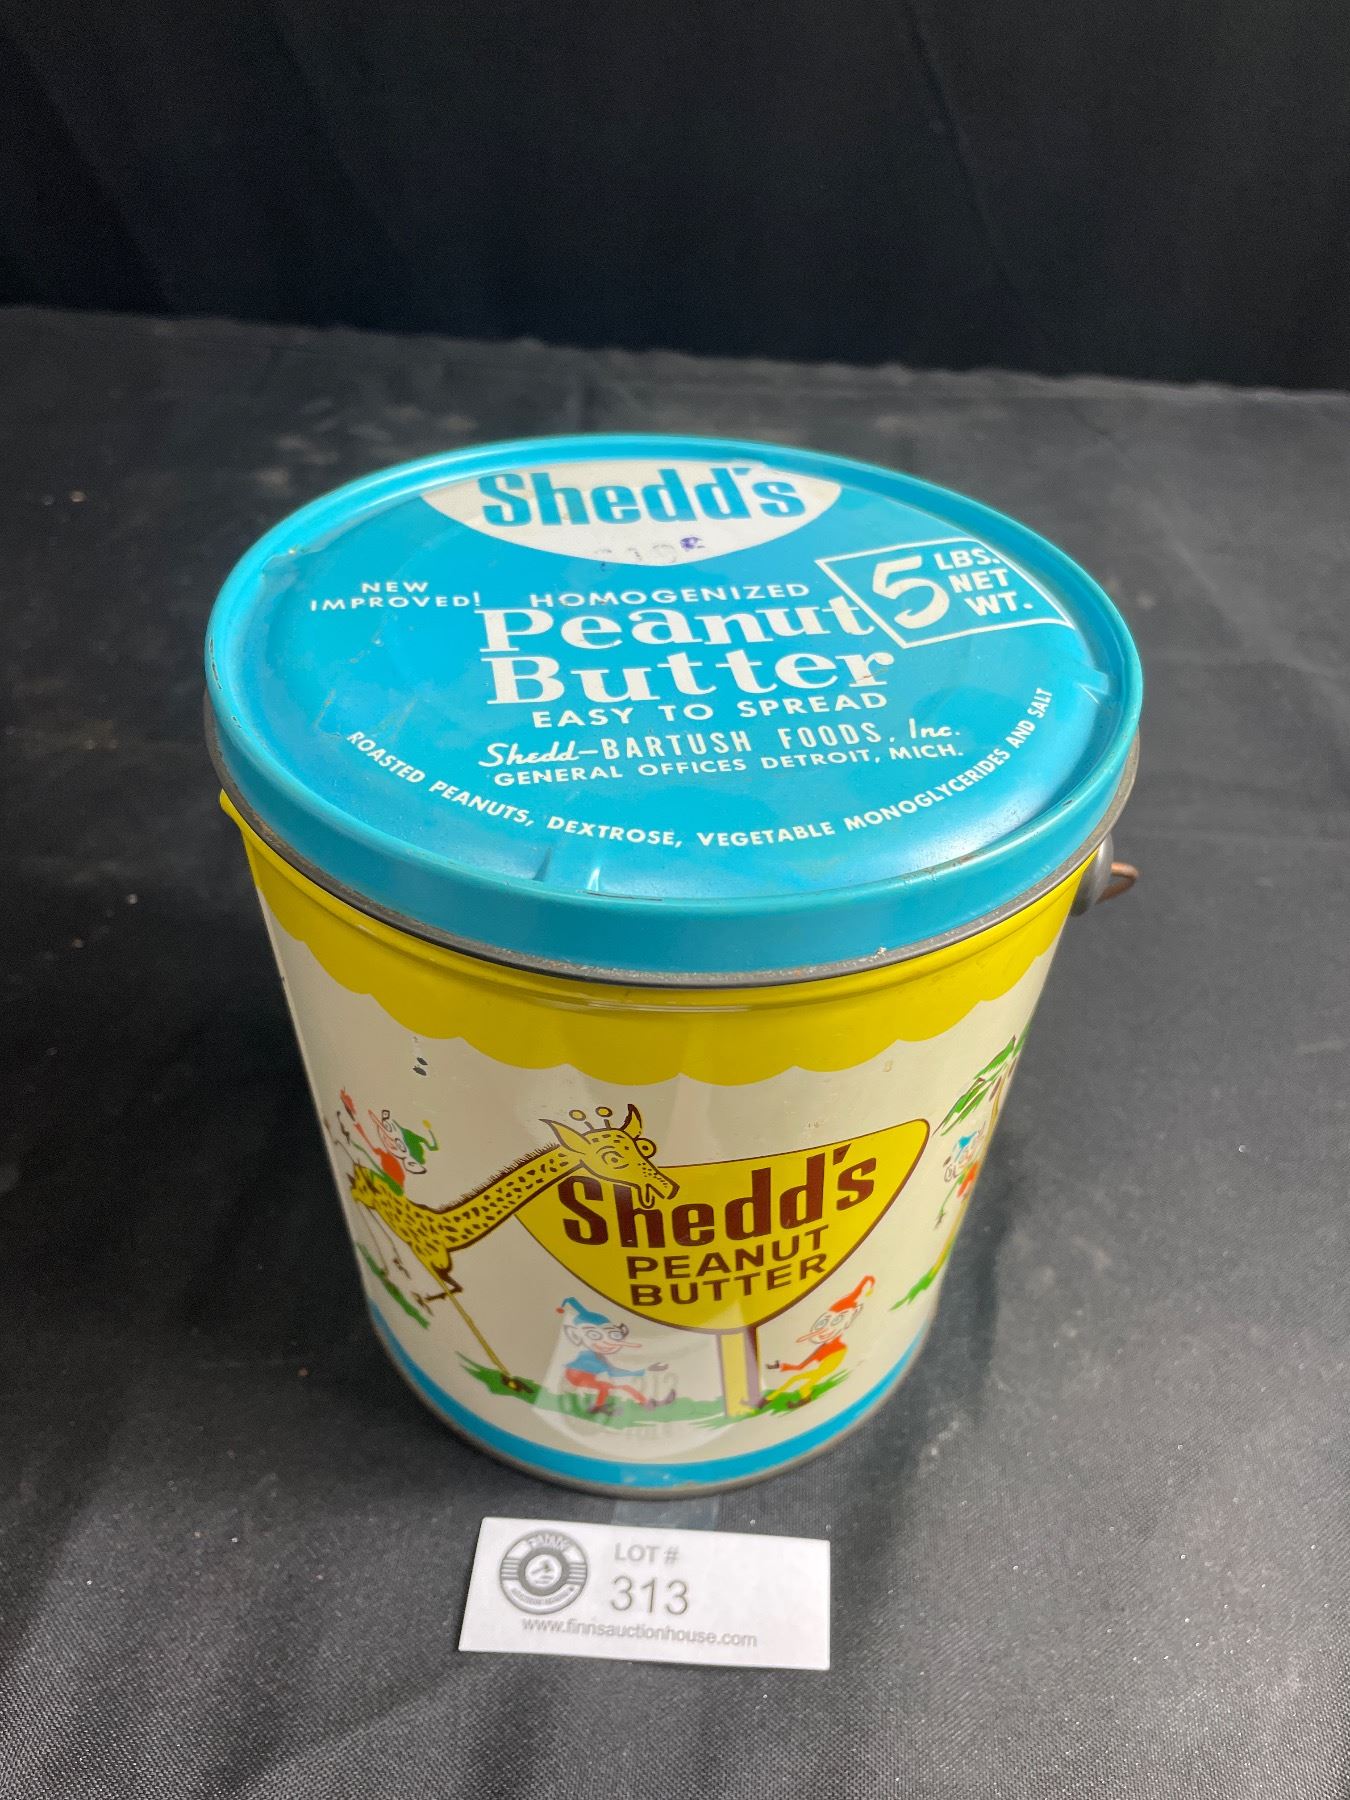 Shedd's
NEW
IMPROVED!
HOMOGENIZED
Peanut
Butter
5 LBS.
NET
WT.
EASY TO SPREAD
Shedd-BARTUSH FOODS, Inc.
GENERAL OFFICES DETROIT, MICH.
ROASTED PEANUTS, DEXTROSE, VEGETABLE MONOGLYCERIDES AND SALT
Shedd's
PEANUT
BUTTER
LOT #
313
www.finnsauctionhouse.com